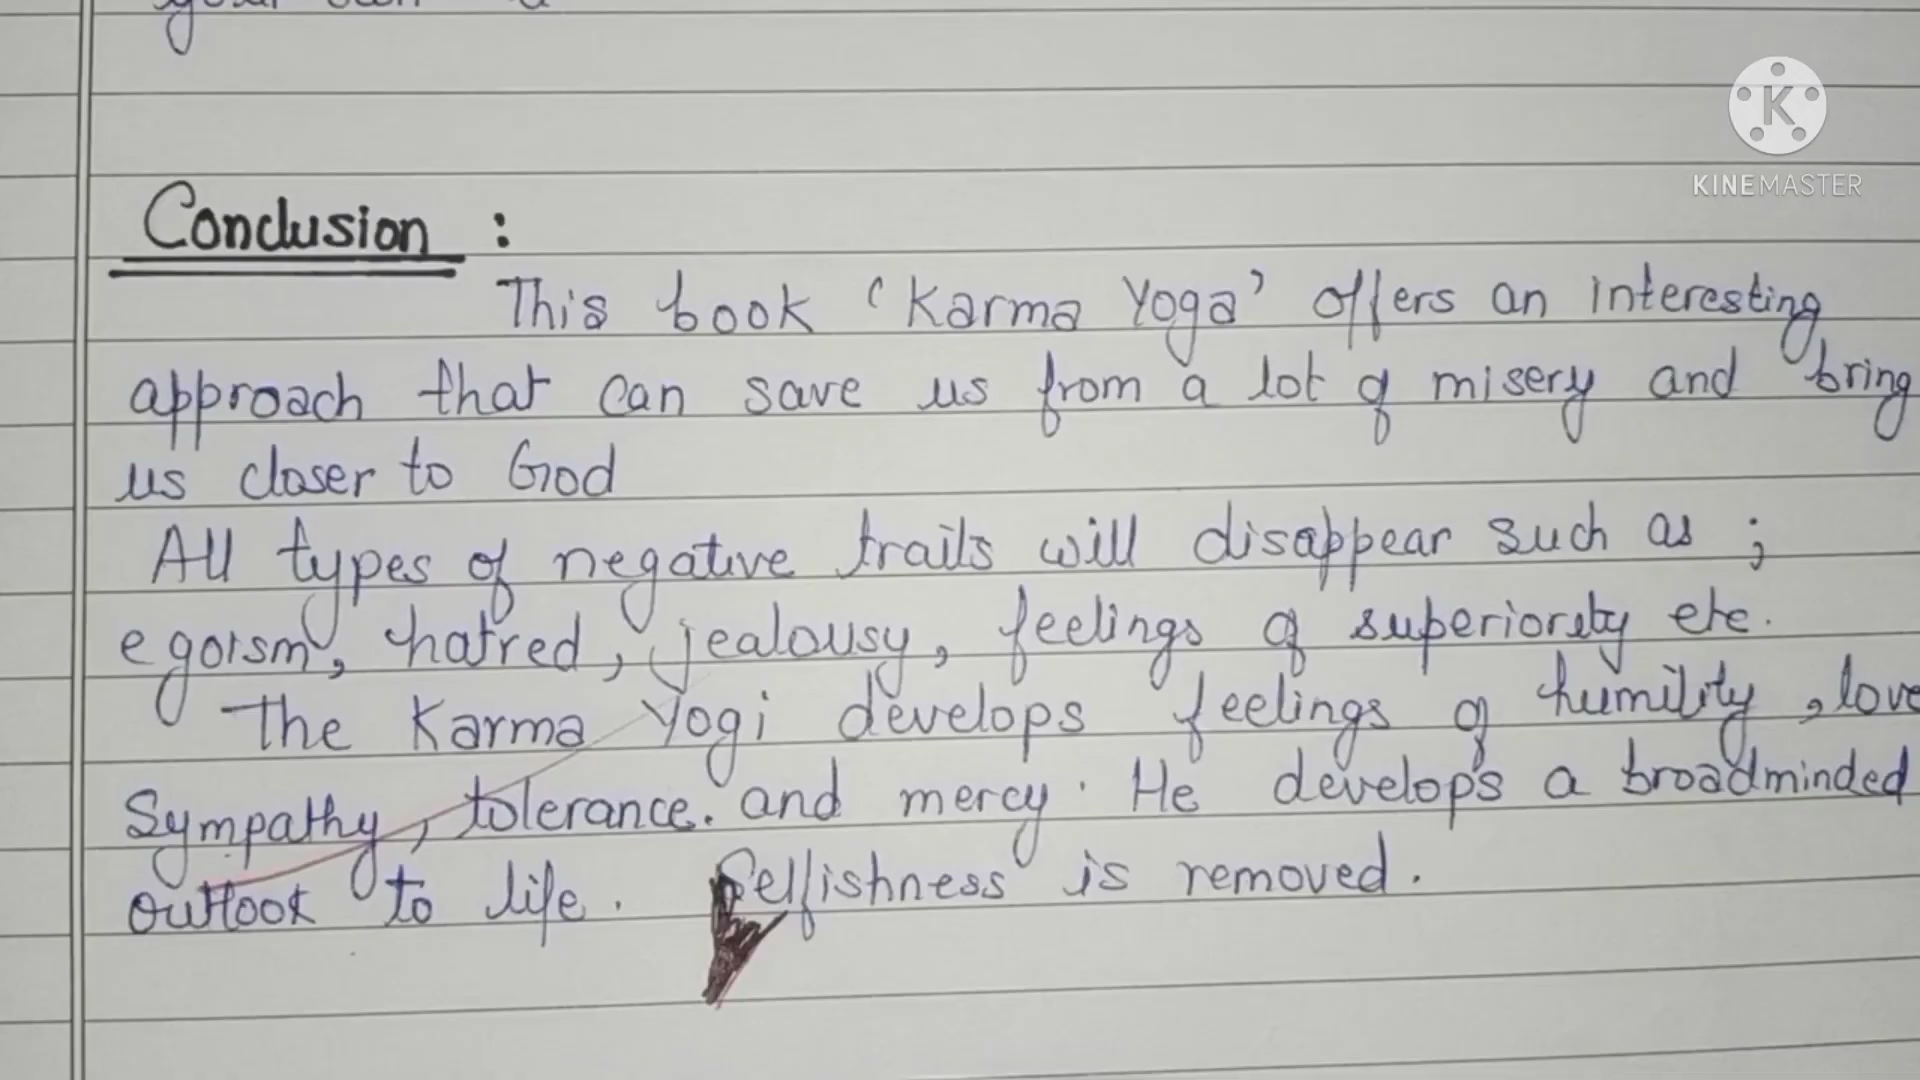 K
KINEMASTER
Conclusion :
This book 'Karma Yoga' offers an interesting
approach that can save us from a lot of misery and bring
us closer to God
All types of negative traits will disappear such as ;
egoism, hatred, jealousy, feelings of superiority etc.
The Karma Yogi develops feelings of humility, love
Sympathy, tolerance. and mercy. He develops a broadminded
outlook to life. Selfishness is removed.